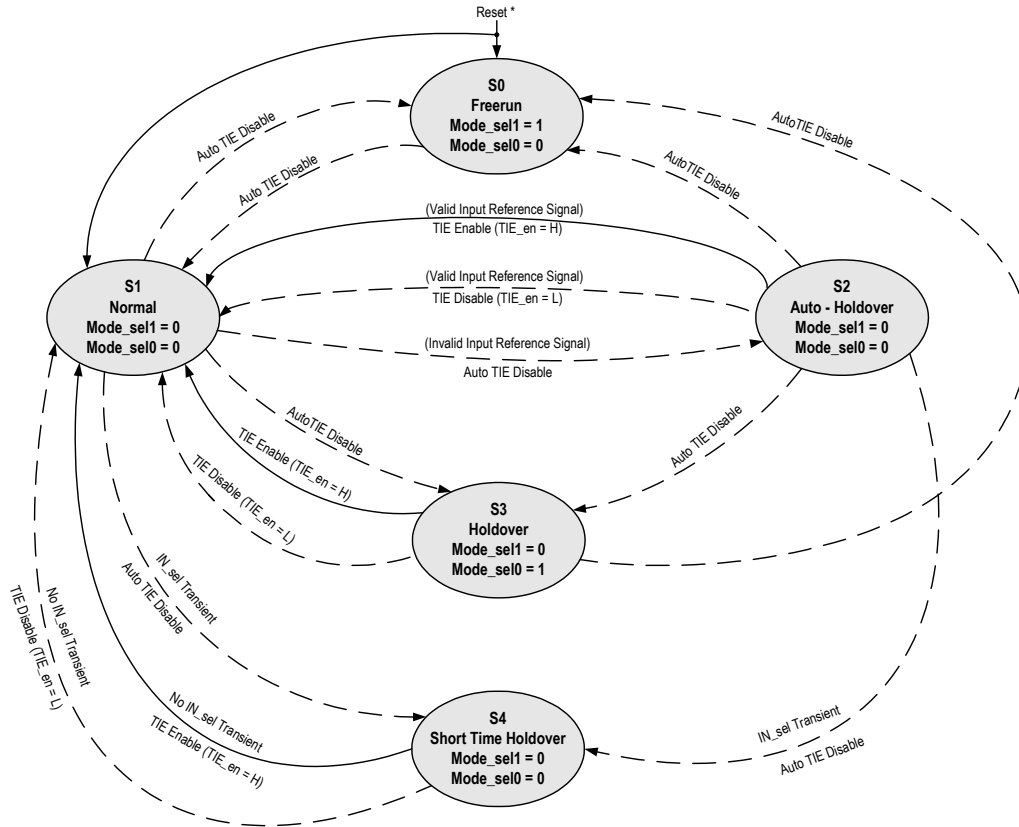 Reset *
S0
Freerun
Mode_sel1 = 1
Mode_sel0 = 0
Auto TIE Disable
Auto TIE Disable
AutoTIE Disable
AutoTIE Disable
(Valid Input Reference Signal)
TIE Enable (TIE_en = H)
(Valid Input Reference Signal)
TIE Disable (TIE_en = L)
(Invalid Input Reference Signal)
Auto TIE Disable
S1
Normal
Mode_sel1 = 0
Mode_sel0 = 0
S2
Auto - Holdover
Mode_sel1 = 0
Mode_sel0 = 0
AutoTIE Disable
TIE Enable (TIE_en = H)
TIE Disable (TIE_en = L)
Auto TIE Disable
S3
Holdover
Mode_sel1 = 0
Mode_sel0 = 1
IN_sel Transient
Auto TIE Disable
No IN_sel Transient
TIE Disable (TIE_en = L)
No IN_sel Transient
TIE Enable (TIE_en = H)
S4
Short Time Holdover
Mode_sel1 = 0
Mode_sel0 = 0
IN_sel Transient
Auto TIE Disable